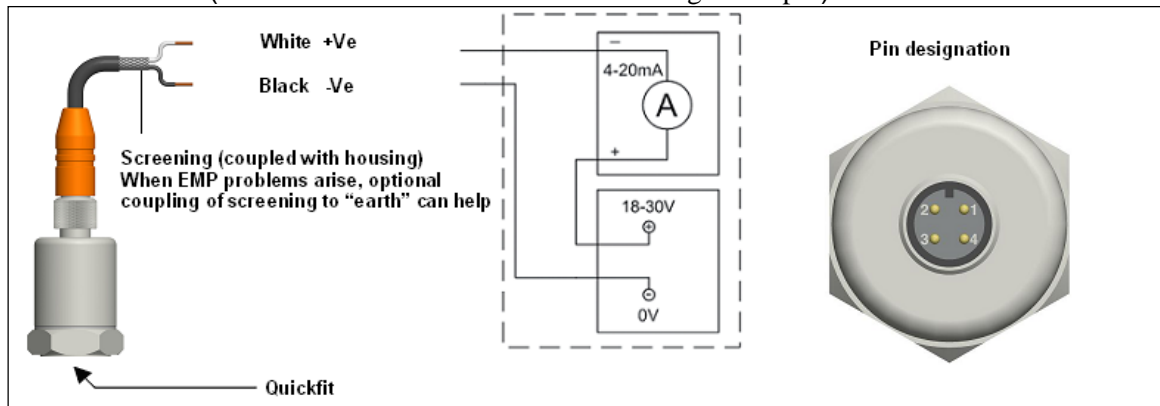 White +Ve
Black -Ve
Screening (coupled with housing)
When EMP problems arise, optional
coupling of screening to “earth” can help
Quickfit
–
4-20mA
A
+
18-30V
+
-
0V
Pin designation
2 1
3 4